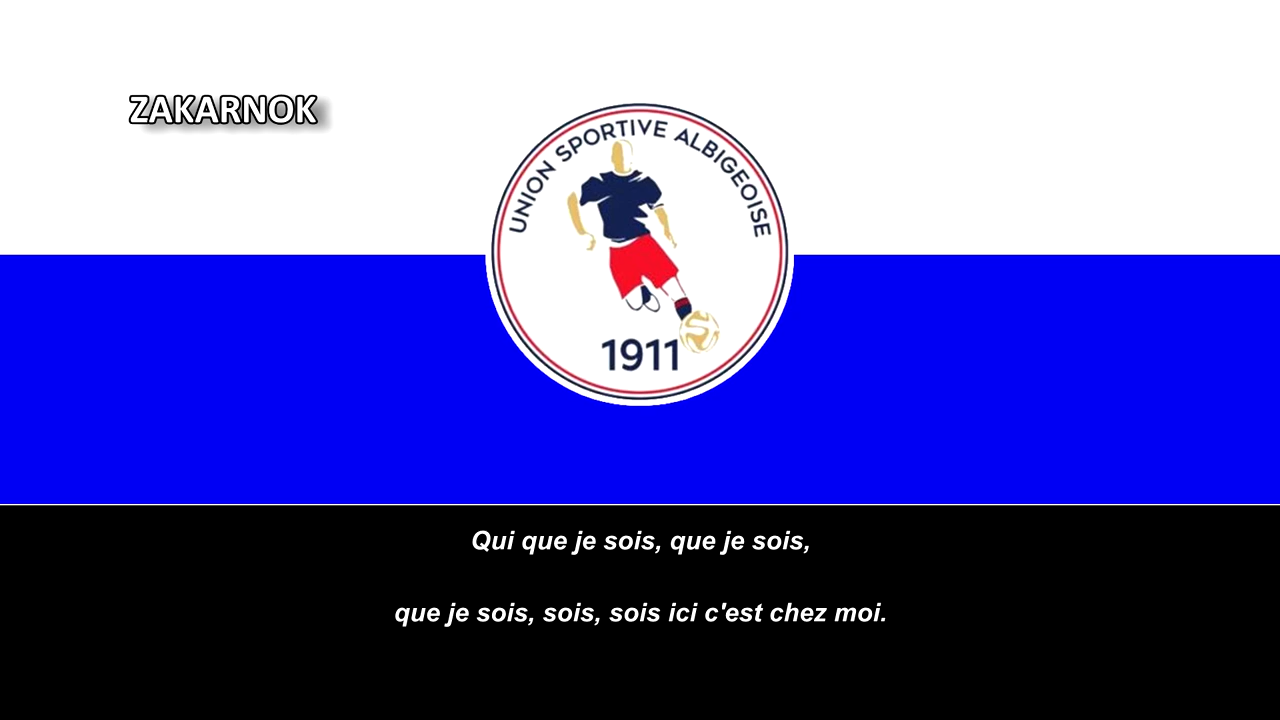 ZAKARNOK
UNION SPORTIVE ALBIGEOISE
1911
Qui que je sois, que je sois,
que je sois, sois, sois ici c'est chez moi.